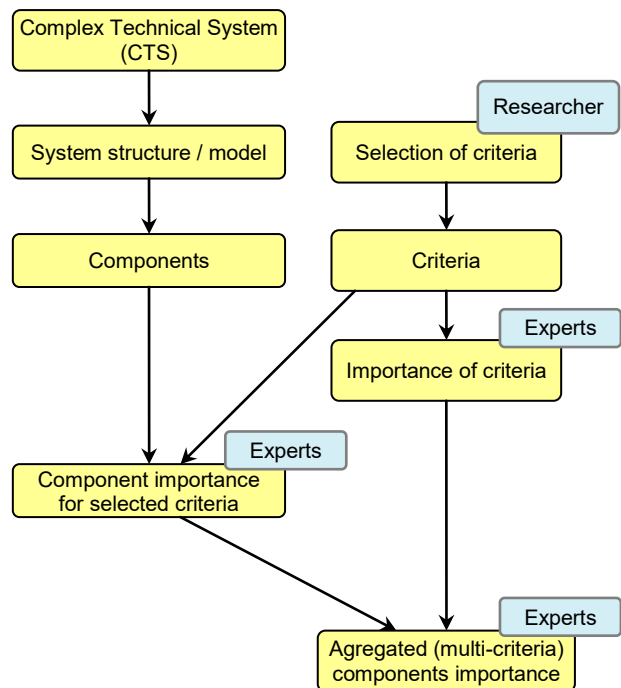 Complex Technical System
(CTS)
Researcher
System structure / model
Selection of criteria
Components
Criteria
Experts
Importance of criteria
Experts
Component importance
for selected criteria
Experts
Agregated (multi-criteria)
components importance